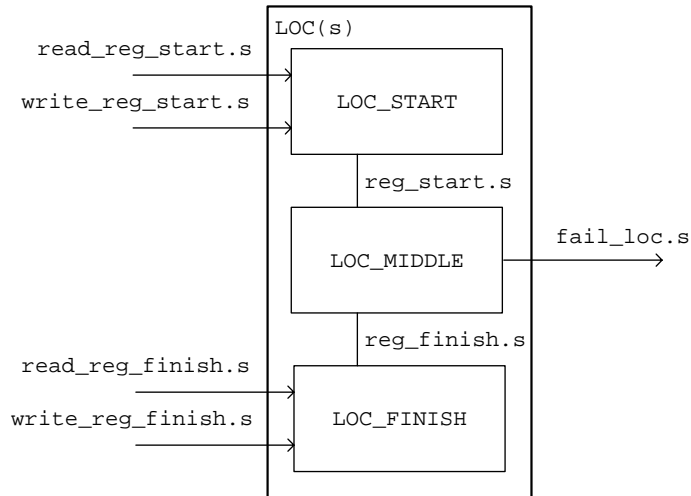 LOC(s)
read_reg_start.s
write_reg_start.s
LOC_START
reg_start.s
LOC_MIDDLE
fail_loc.s
reg_finish.s
read_reg_finish.s
write_reg_finish.s
LOC_FINISH